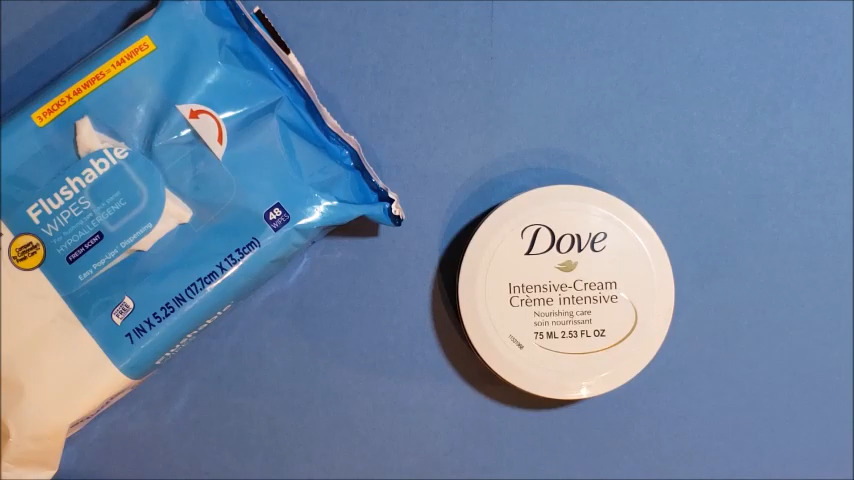 3 PACKS X 48 WIPES = 144 WIPES
Flushable
WIPES
HYPOALLERGENIC
FRESH SCENT
Easy Pop-Ups Dispensing
48
WIPES
FREE
7 IN X 5.25 IN (17.7cm X 13.3cm)
Dove
Intensive-Cream
Crème intensive
Nourishing care
soin nourrissant
75 ML 2.53 FL OZ